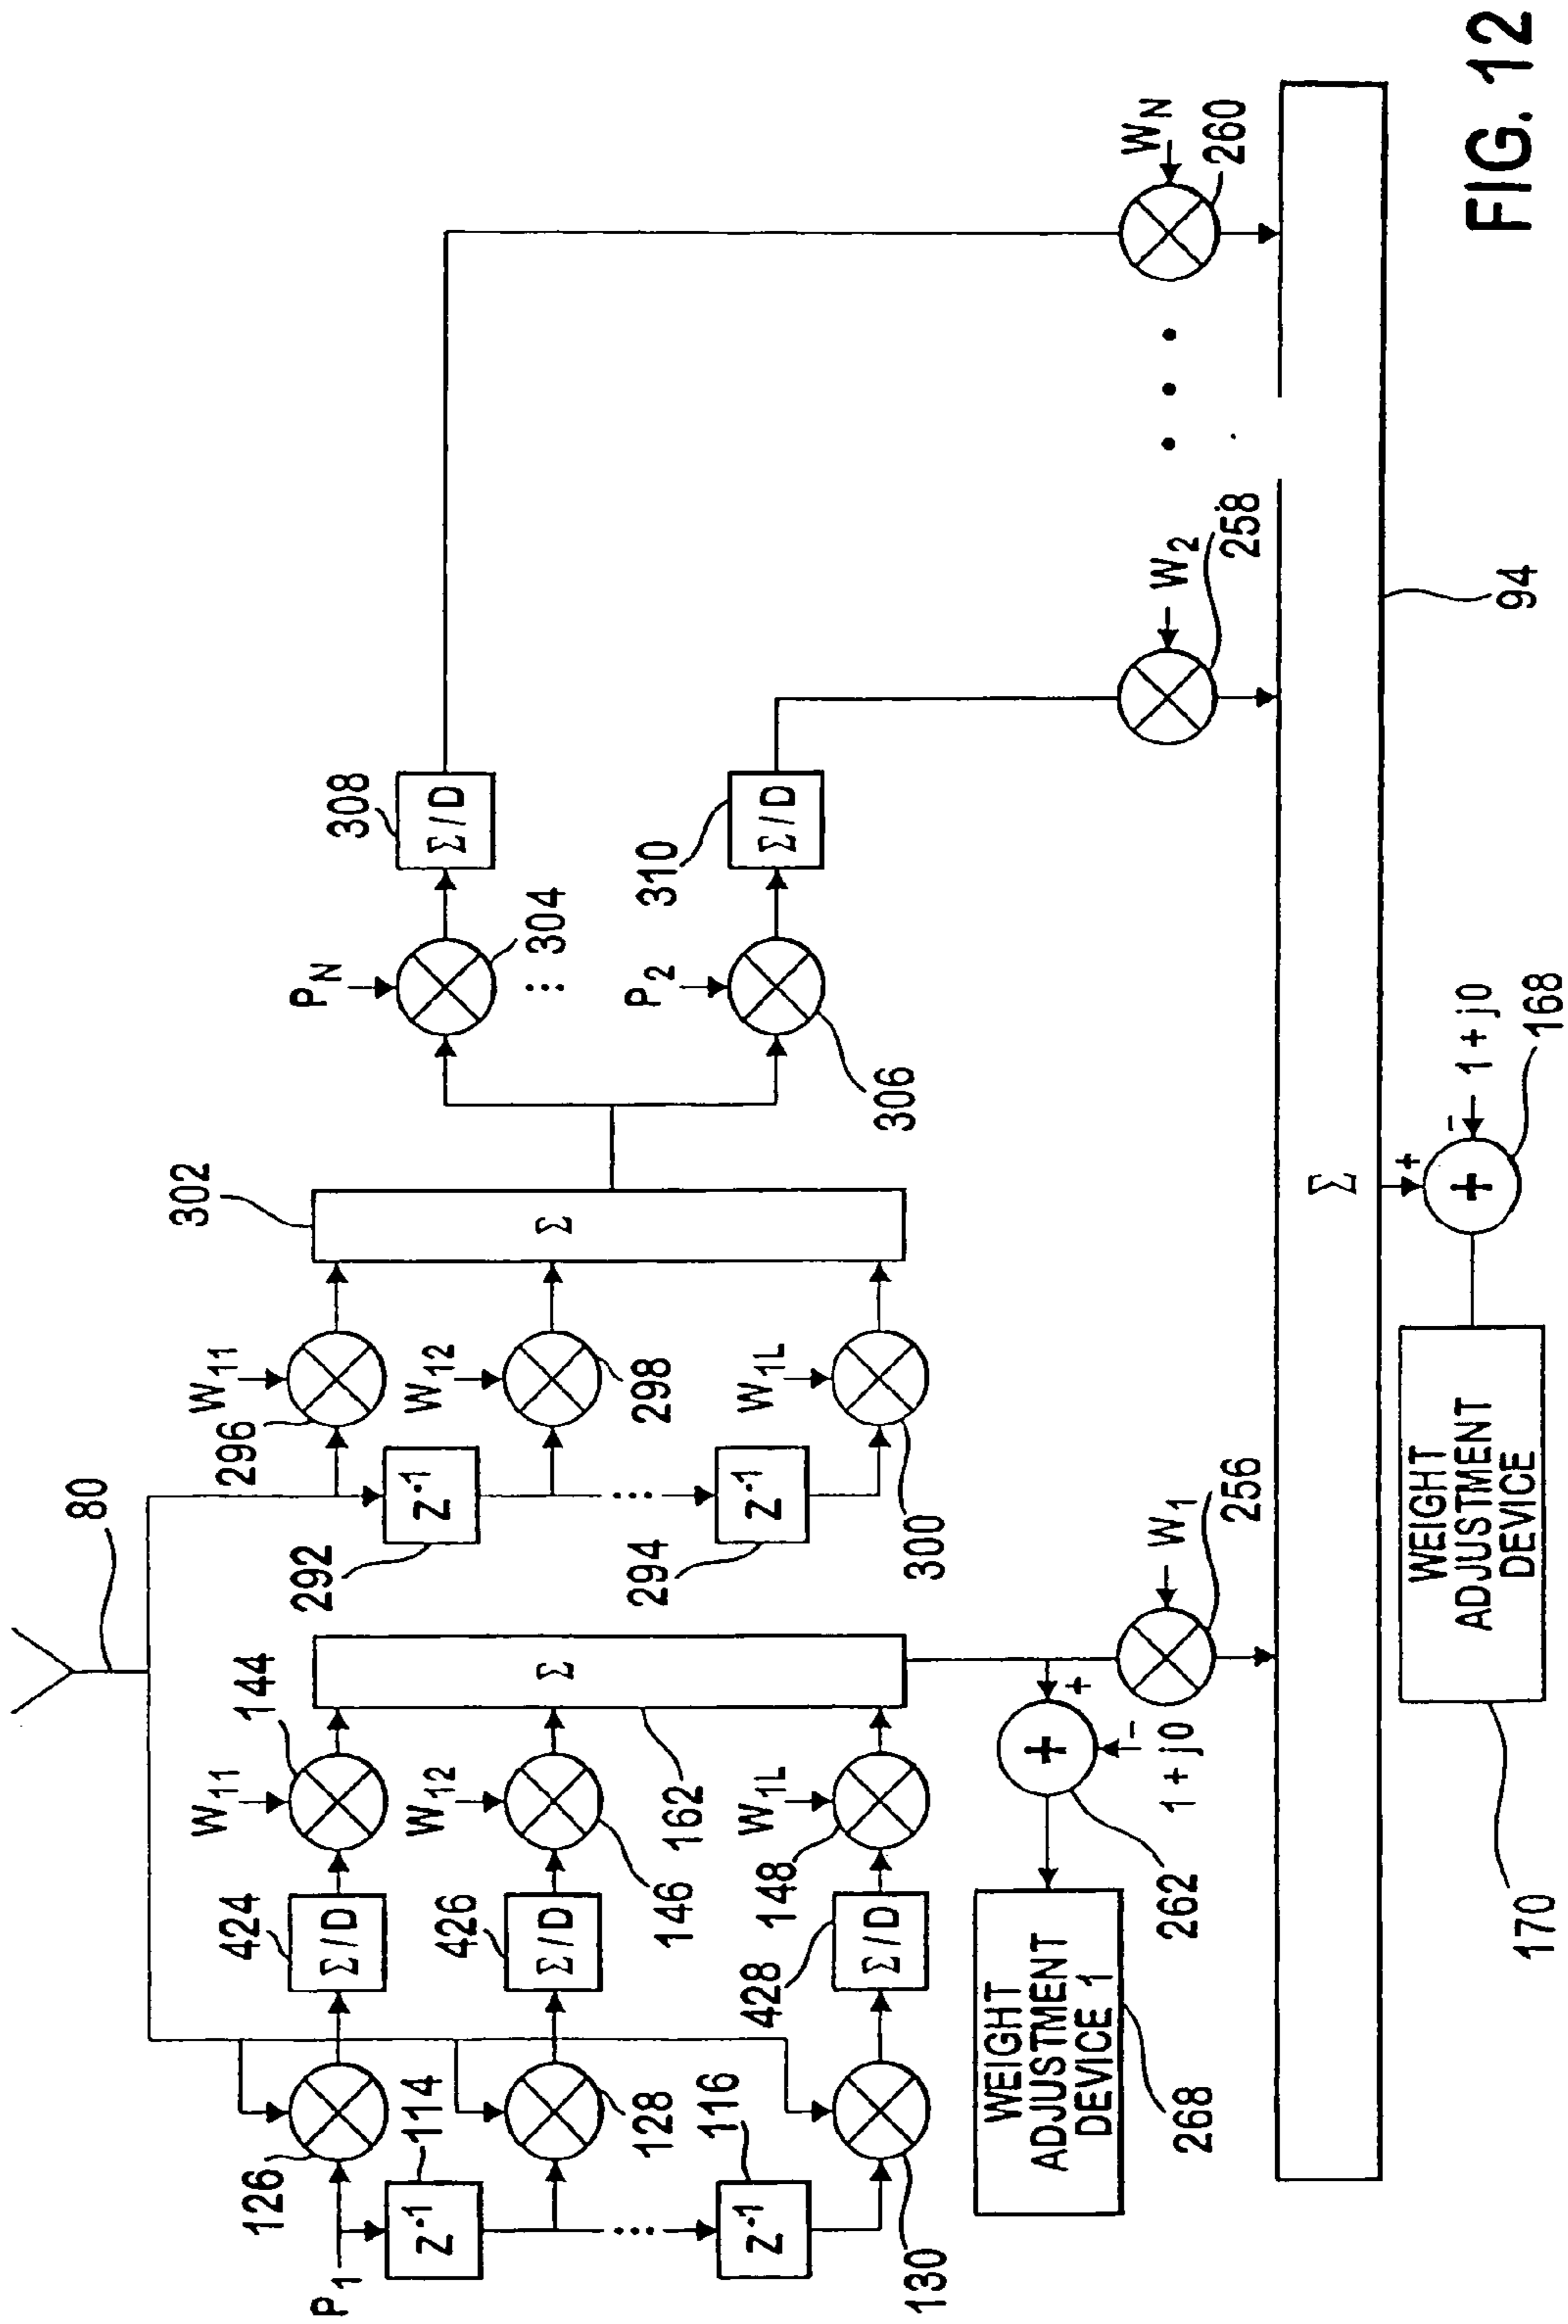 80
P1
126
114
424
W11
144
296
W11
302
PN
304
308
Σ/D
Z-1
128
426
Σ/D
W12
146
Σ
162
292
Z-1
W12
298
Σ
P2
306
310
Σ/D
116
Z-1
130
428
Σ/D
W1L
148
294
Z-1
W1L
300
WEIGHT
ADJUSTMENT
DEVICE 1
268
+
+
−
1 + j0
262
W1
256
W2
258
WN
260
Σ
94
WEIGHT
ADJUSTMENT
DEVICE
170
+
+
−
1 + j0
168
FIG. 12